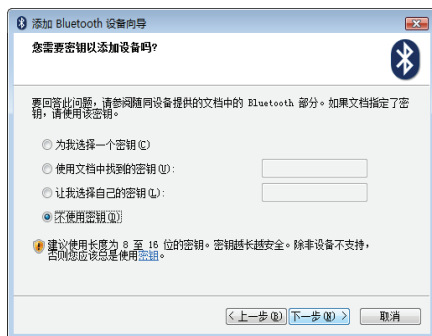 添加 Bluetooth 设备向导
您需要密钥以添加设备吗?
要回答此问题，请参阅随同设备提供的文档中的 Bluetooth 部分。如果文档指定了密
钥，请使用该密钥。
为我选择一个密钥(C)
使用文档中找到的密钥(U):
让我选择自己的密钥(L):
不使用密钥(D)
建议使用长度为 8 至 16 位的密钥。密钥越长越安全。除非设备不支持，
否则您应该总是使用密钥。
<上一步(B) 下一步(N) > 取消